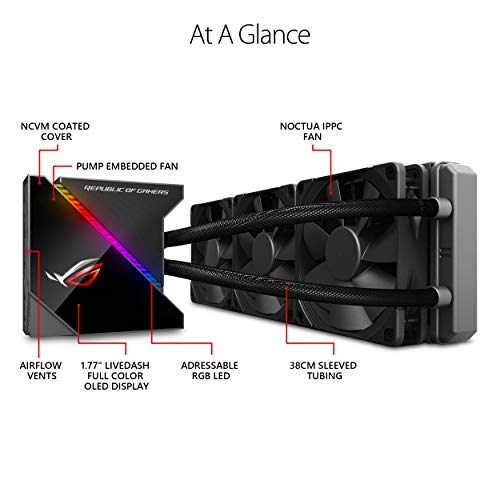 At A Glance
NCVM COATED
COVER
NOCTUA IPPC
FAN
PUMP EMBEDDED FAN
REPUBLIC OF GAMERS
AIRFLOW
VENTS
1.77" LIVEDASH
FULL COLOR
OLED DISPLAY
ADRESSABLE
RGB LED
38CM SLEEVED
TUBING